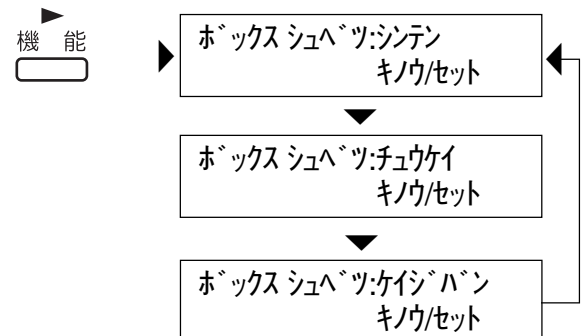 機 能
ボックス シュベツ:シンテン
キノウ/セット
ボックス シュベツ:チュウケイ
キノウ/セット
ボックス シュベツ:ケイジバン
キノウ/セット